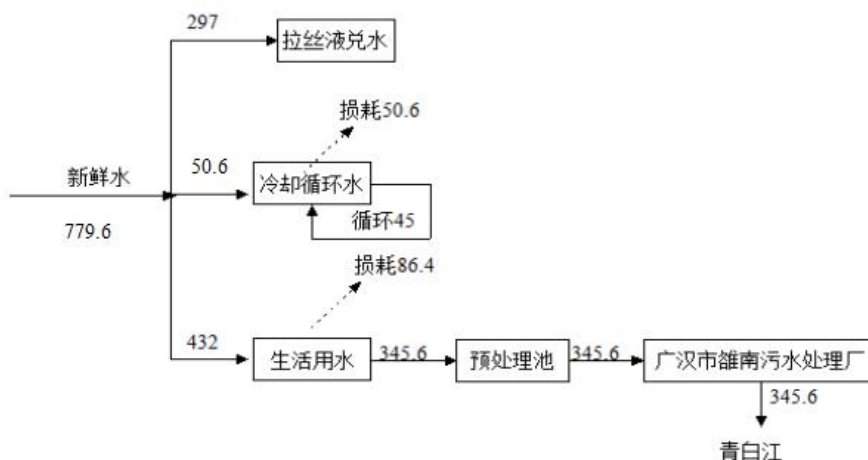 297
拉丝液兑水
损耗50.6
50.6
新鲜水
冷却循环水
779.6
循环45
损耗86.4
432
生活用水
345.6
预处理池
345.6
广汉市雒南污水处理厂
345.6
青白江